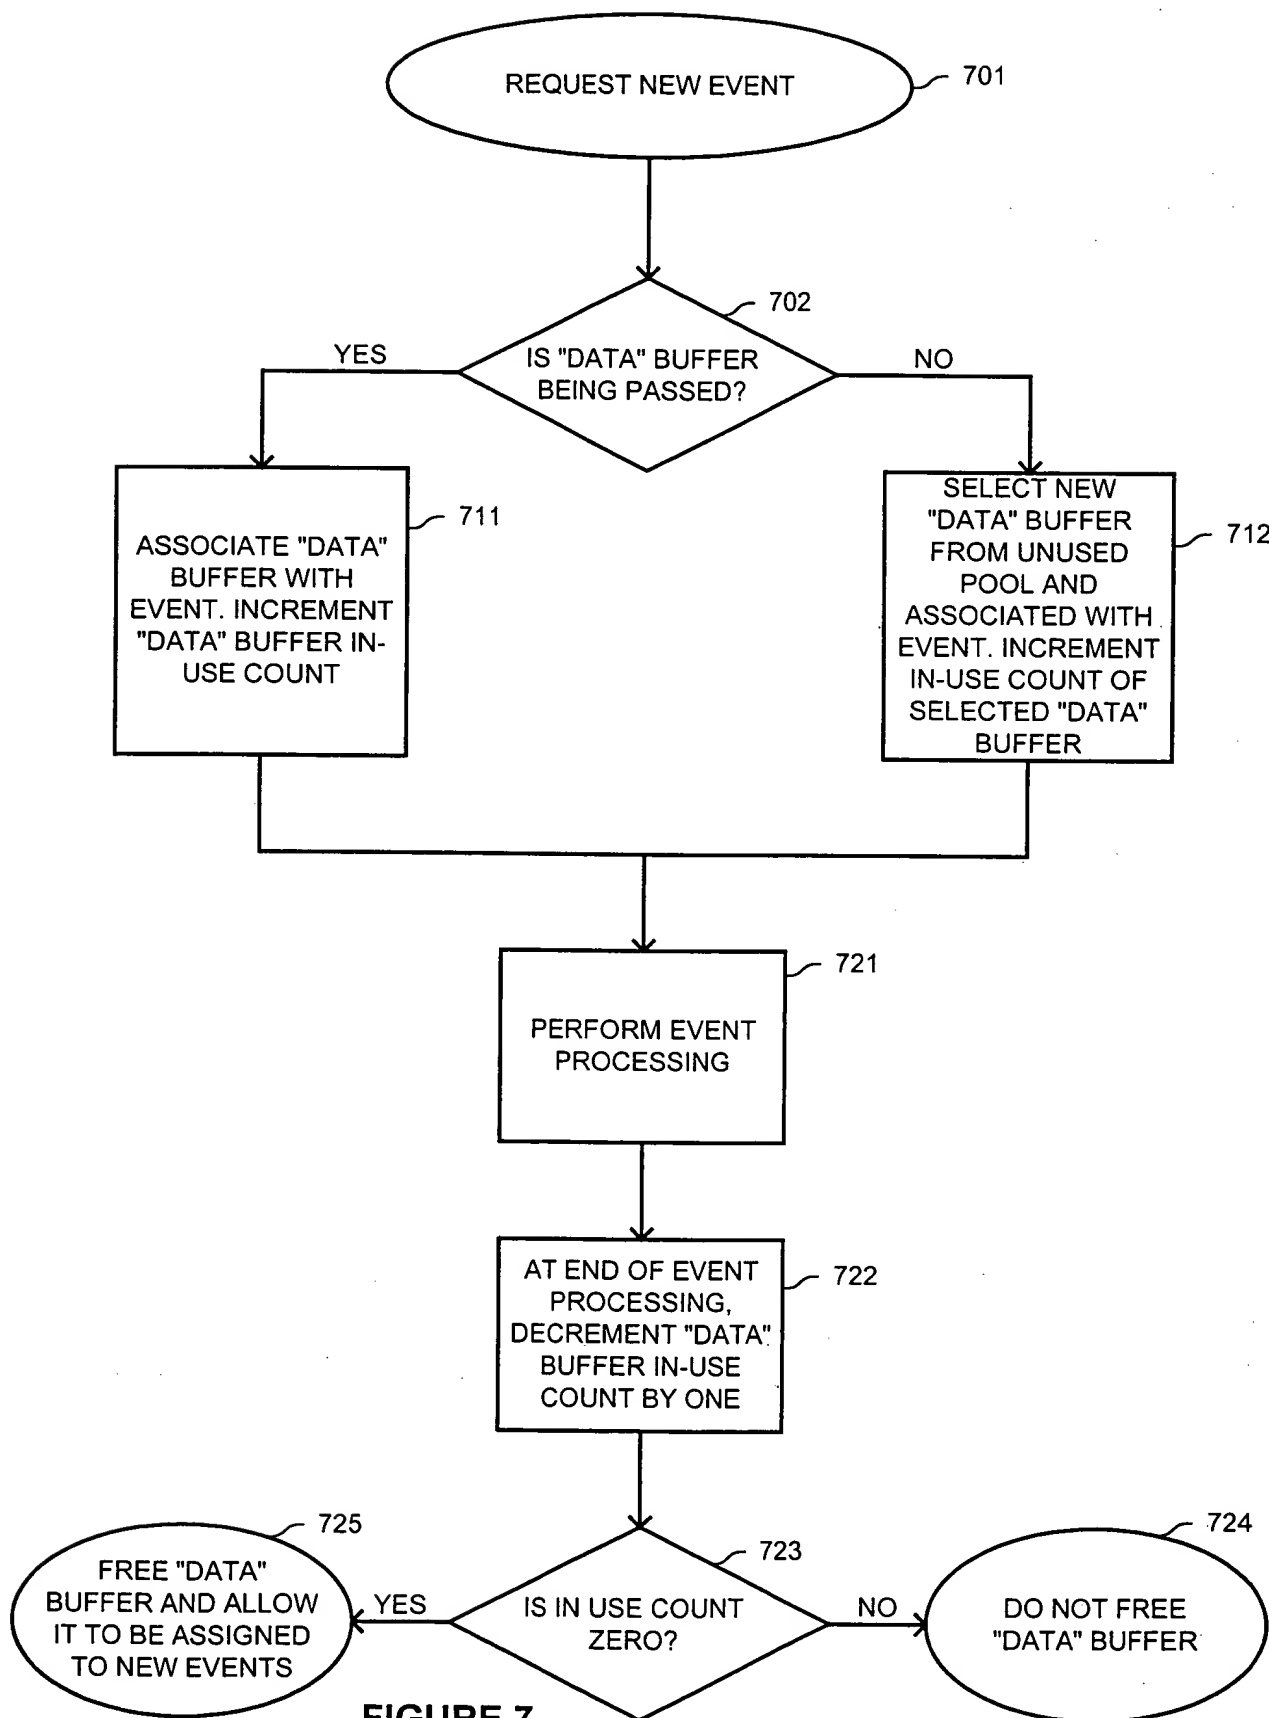 REQUEST NEW EVENT
701
702
IS "DATA" BUFFER
BEING PASSED?
YES
NO
711
ASSOCIATE "DATA"
BUFFER WITH
EVENT. INCREMENT
"DATA" BUFFER IN-
USE COUNT
SELECT NEW
"DATA" BUFFER
FROM UNUSED
POOL AND
ASSOCIATED WITH
EVENT. INCREMENT
IN-USE COUNT OF
SELECTED "DATA"
BUFFER
712
721
PERFORM EVENT
PROCESSING
AT END OF EVENT
PROCESSING,
DECREMENT "DATA"
BUFFER IN-USE
COUNT BY ONE
722
723
IS IN USE COUNT
ZERO?
YES
NO
725
FREE "DATA"
BUFFER AND ALLOW
IT TO BE ASSIGNED
TO NEW EVENTS
724
DO NOT FREE
"DATA" BUFFER
FIGURE 7